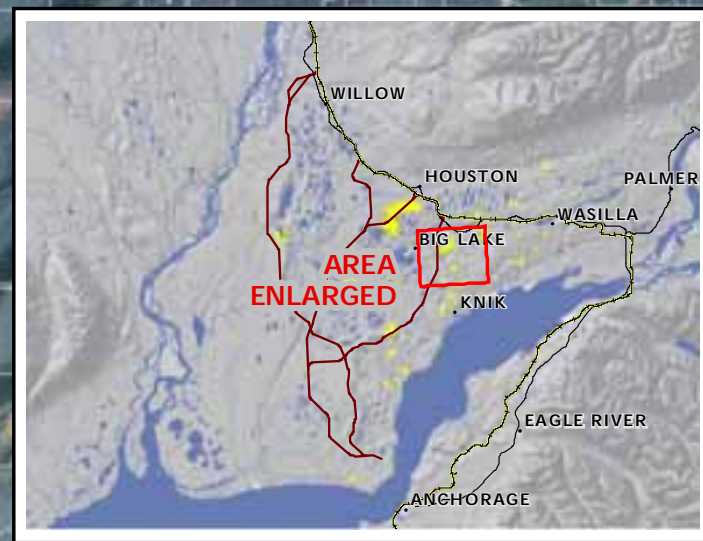 WILLOW
HOUSTON
PALMER
WASILLA
BIG LAKE
AREA
ENLARGED
KNIK
EAGLE RIVER
ANCHORAGE